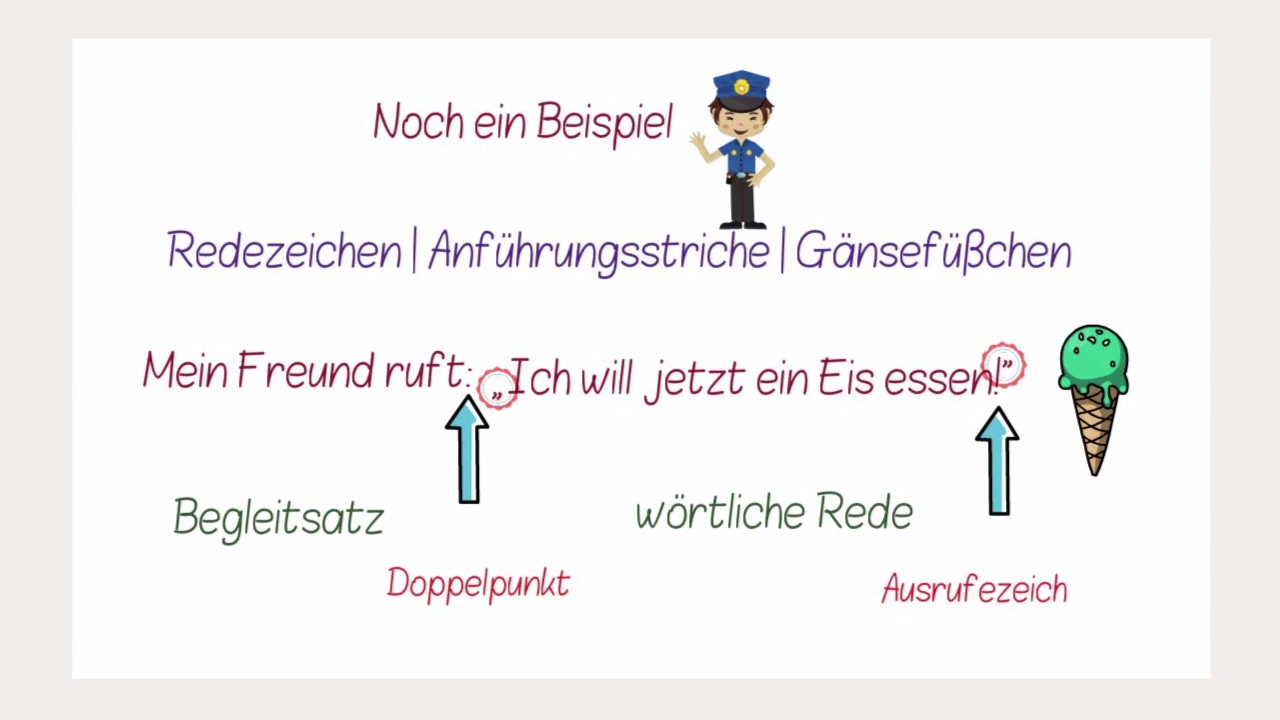 Noch ein Beispiel
Redezeichen | Anführungsstriche | Gänsefüßchen
Mein Freund ruft: „Ich will jetzt ein Eis essen!”
Begleitsatz
wörtliche Rede
Doppelpunkt
Ausrufezeich